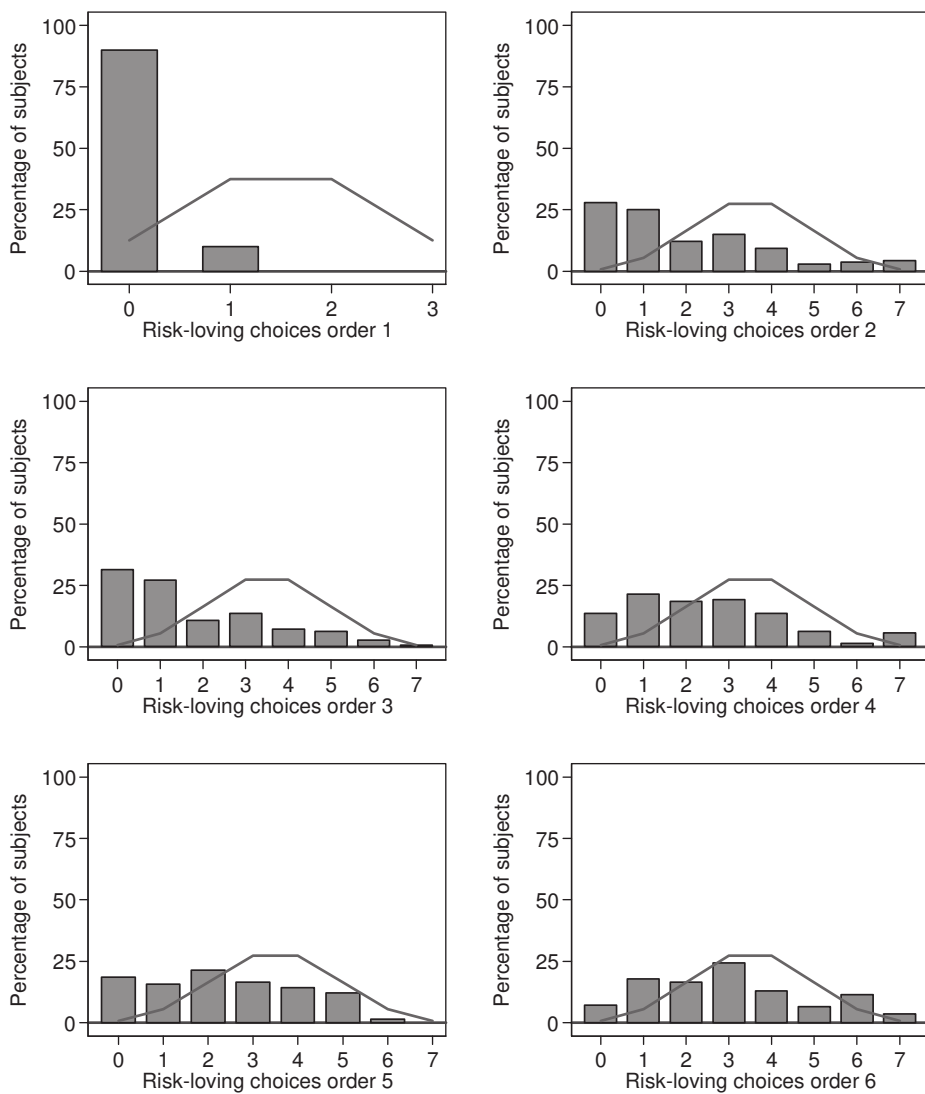 Percentage of subjects
100
75
50
25
0
0 1 2 3
Risk-loving choices order 1
Percentage of subjects
100
75
50
25
0
0 1 2 3 4 5 6 7
Risk-loving choices order 2
Percentage of subjects
100
75
50
25
0
0 1 2 3 4 5 6 7
Risk-loving choices order 3
Percentage of subjects
100
75
50
25
0
0 1 2 3 4 5 6 7
Risk-loving choices order 4
Percentage of subjects
100
75
50
25
0
0 1 2 3 4 5 6 7
Risk-loving choices order 5
Percentage of subjects
100
75
50
25
0
0 1 2 3 4 5 6 7
Risk-loving choices order 6